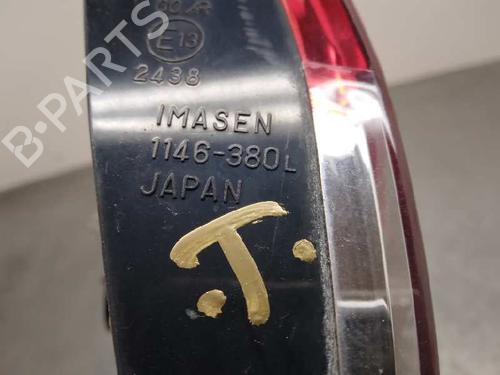 E13
2438
IMASEN
1146-380L
JAPAN
.T.
B-PARTS